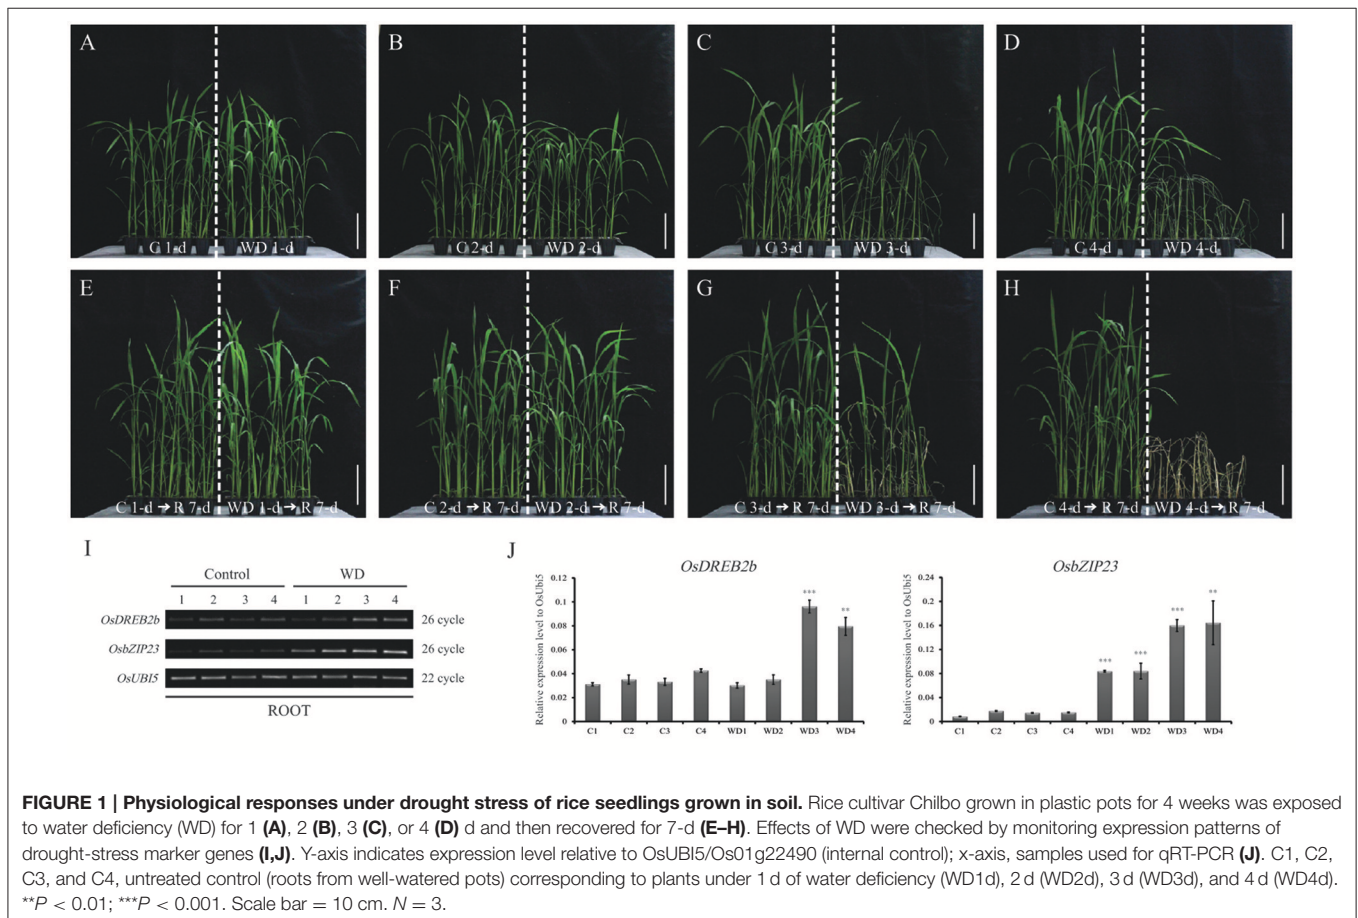 A
B
C
D
C 1-d
WD 1-d
C 2-d
WD 2-d
C 3-d
WD 3-d
C 4-d
WD 4-d
E
F
G
H
C 1-d → R 7-d
WD 1-d → R 7-d
C 2-d → R 7-d
WD 2-d → R 7-d
C 3-d → R 7-d
WD 3-d → R 7-d
C 4-d → R 7-d
WD 4-d → R 7-d
I
Control WD
1 2 3 4 1 2 3 4
OsDREB2b 26 cycle
OsbZIP23 26 cycle
OsUBI5 22 cycle
ROOT
J
OsDREB2b
Relative expression level to OsUbi5
0.12
0.1
0.08
0.06
0.04
0.02
0
*** **
C1 C2 C3 C4 WD1 WD2 WD3 WD4
OsbZIP23
Relative expression level to OsUbi5
0.24
0.2
0.16
0.12
0.08
0.04
0
*** *** *** **
C1 C2 C3 C4 WD1 WD2 WD3 WD4
FIGURE 1 | Physiological responses under drought stress of rice seedlings grown in soil. Rice cultivar Chilbo grown in plastic pots for 4 weeks was exposed
to water deficiency (WD) for 1 (A), 2 (B), 3 (C), or 4 (D) d and then recovered for 7-d (E–H). Effects of WD were checked by monitoring expression patterns of
drought-stress marker genes (I,J). Y-axis indicates expression level relative to OsUBI5/Os01g22490 (internal control); x-axis, samples used for qRT-PCR (J). C1, C2,
C3, and C4, untreated control (roots from well-watered pots) corresponding to plants under 1 d of water deficiency (WD1d), 2 d (WD2d), 3 d (WD3d), and 4 d (WD4d).
**P < 0.01; ***P < 0.001. Scale bar = 10 cm. N = 3.